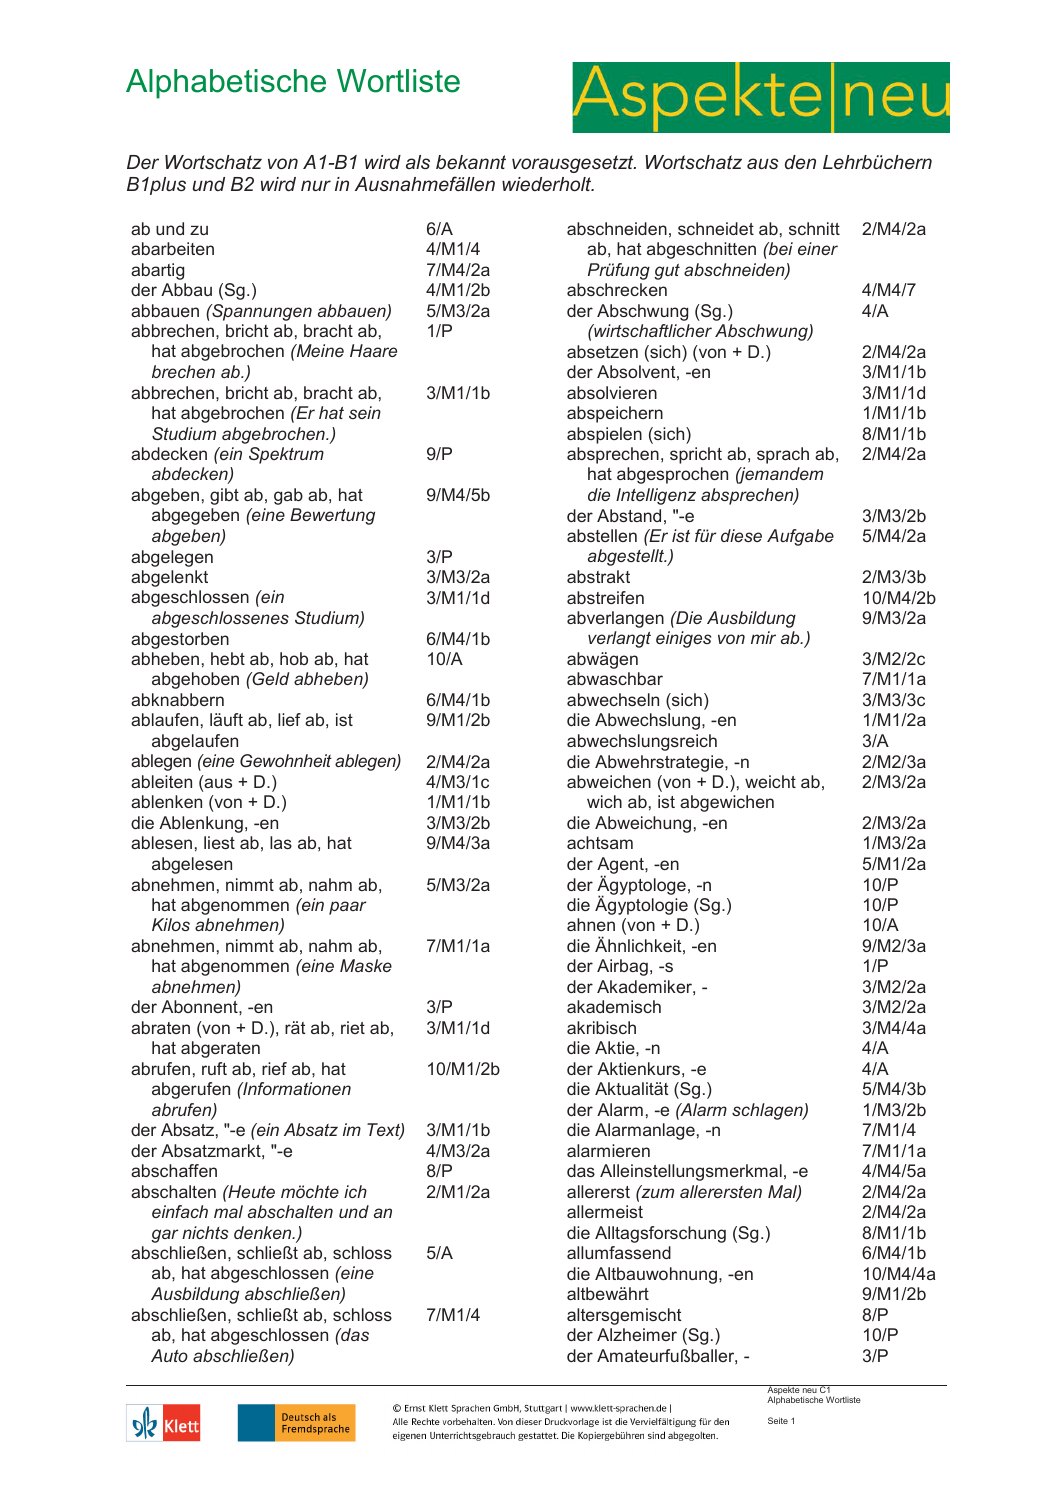 Alphabetische Wortliste
Aspekte|neu
Der Wortschatz von A1-B1 wird als bekannt vorausgesetzt. Wortschatz aus den Lehrbüchern
B1plus und B2 wird nur in Ausnahmefällen wiederholt.
ab und zu 6/A
abarbeiten 4/M1/4
abartig 7/M4/2a
der Abbau (Sg.) 4/M1/2b
abbauen (Spannungen abbauen) 5/M3/2a
abbrechen, bricht ab, bracht ab, 1/P
hat abgebrochen (Meine Haare
brechen ab.)
abbrechen, bricht ab, bracht ab, 3/M1/1b
hat abgebrochen (Er hat sein
Studium abgebrochen.)
abdecken (ein Spektrum 9/P
abdecken)
abgeben, gibt ab, gab ab, hat 9/M4/5b
abgegeben (eine Bewertung
abgeben)
abgelegen 3/P
abgelenkt 3/M3/2a
abgeschlossen (ein 3/M1/1d
abgeschlossenes Studium)
abgestorben 6/M4/1b
abheben, hebt ab, hob ab, hat 10/A
abgehoben (Geld abheben)
abknabbern 6/M4/1b
ablaufen, läuft ab, lief ab, ist 9/M1/2b
abgelaufen
ablegen (eine Gewohnheit ablegen) 2/M4/2a
ableiten (aus + D.) 4/M3/1c
ablenken (von + D.) 1/M1/1b
die Ablenkung, -en 3/M3/2b
ablesen, liest ab, las ab, hat 9/M4/3a
abgelesen
abnehmen, nimmt ab, nahm ab, 5/M3/2a
hat abgenommen (ein paar
Kilos abnehmen)
abnehmen, nimmt ab, nahm ab, 7/M1/1a
hat abgenommen (eine Maske
abnehmen)
der Abonnent, -en 3/P
abraten (von + D.), rät ab, riet ab, 3/M1/1d
hat abgeraten
abrufen, ruft ab, rief ab, hat 10/M1/2b
abgerufen (Informationen
abrufen)
der Absatz, "-e (ein Absatz im Text) 3/M1/1b
der Absatzmarkt, "-e 4/M3/2a
abschaffen 8/P
abschalten (Heute möchte ich 2/M1/2a
einfach mal abschalten und an
gar nichts denken.)
abschließen, schließt ab, schloss 5/A
ab, hat abgeschlossen (eine
Ausbildung abschließen)
abschließen, schließt ab, schloss 7/M1/4
ab, hat abgeschlossen (das
Auto abschließen)
abschneiden, schneidet ab, schnitt 2/M4/2a
ab, hat abgeschnitten (bei einer
Prüfung gut abschneiden)
abschrecken 4/M4/7
der Abschwung (Sg.) 4/A
(wirtschaftlicher Abschwung)
absetzen (sich) (von + D.) 2/M4/2a
der Absolvent, -en 3/M1/1b
absolvieren 3/M1/1d
abspeichern 1/M1/1b
abspielen (sich) 8/M1/1b
absprechen, spricht ab, sprach ab, 2/M4/2a
hat abgesprochen (jemandem
die Intelligenz absprechen)
der Abstand, "-e 3/M3/2b
abstellen (Er ist für diese Aufgabe 5/M4/2a
abgestellt.)
abstrakt 2/M3/3b
abstreifen 10/M4/2b
abverlangen (Die Ausbildung 9/M3/2a
verlangt einiges von mir ab.)
abwägen 3/M2/2c
abwaschbar 7/M1/1a
abwechseln (sich) 3/M3/3c
die Abwechslung, -en 1/M1/2a
abwechslungsreich 3/A
die Abwehrstrategie, -n 2/M2/3a
abweichen (von + D.), weicht ab, 2/M3/2a
wich ab, ist abgewichen
die Abweichung, -en 2/M3/2a
achtsam 1/M3/2a
der Agent, -en 5/M1/2a
der Ägyptologe, -n 10/P
die Ägyptologie (Sg.) 10/P
ahnen (von + D.) 10/A
die Ähnlichkeit, -en 9/M2/3a
der Airbag, -s 1/P
der Akademiker, - 3/M2/2a
akademisch 3/M2/2a
akribisch 3/M4/4a
die Aktie, -n 4/A
der Aktienkurs, -e 4/A
die Aktualität (Sg.) 5/M4/3b
der Alarm, -e (Alarm schlagen) 1/M3/2b
die Alarmanlage, -n 7/M1/4
alarmieren 7/M1/1a
das Alleinstellungsmerkmal, -e 4/M4/5a
allererst (zum allerersten Mal) 2/M4/2a
allermeist 2/M4/2a
die Alltagsforschung (Sg.) 8/M1/1b
allumfassend 6/M4/1b
die Altbauwohnung, -en 10/M4/4a
altbewährt 9/M1/2b
altersgemischt 8/P
der Alzheimer (Sg.) 10/P
der Amateurfußballer, - 3/P
Klett
Deutsch als
Fremdsprache
© Ernst Klett Sprachen GmbH, Stuttgart | www.klett-sprachen.de |
Alle Rechte vorbehalten. Von dieser Druckvorlage ist die Vervielfältigung für den
eigenen Unterrichtsgebrauch gestattet. Die Kopiergebühren sind abgegolten.
Aspekte neu C1
Alphabetische Wortliste
Seite 1